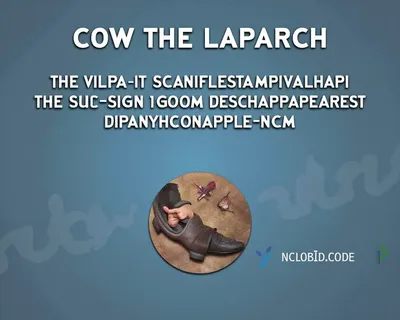 COW THE LAPARCH
THE VILPA-IT SCANIFLESTAMPIVALHAPI
THE SUC-SIGN 1GOOM DESCHAPPAPEAREST
DIPANYHCONAPPLE-NCM
NCLOBID.CODE